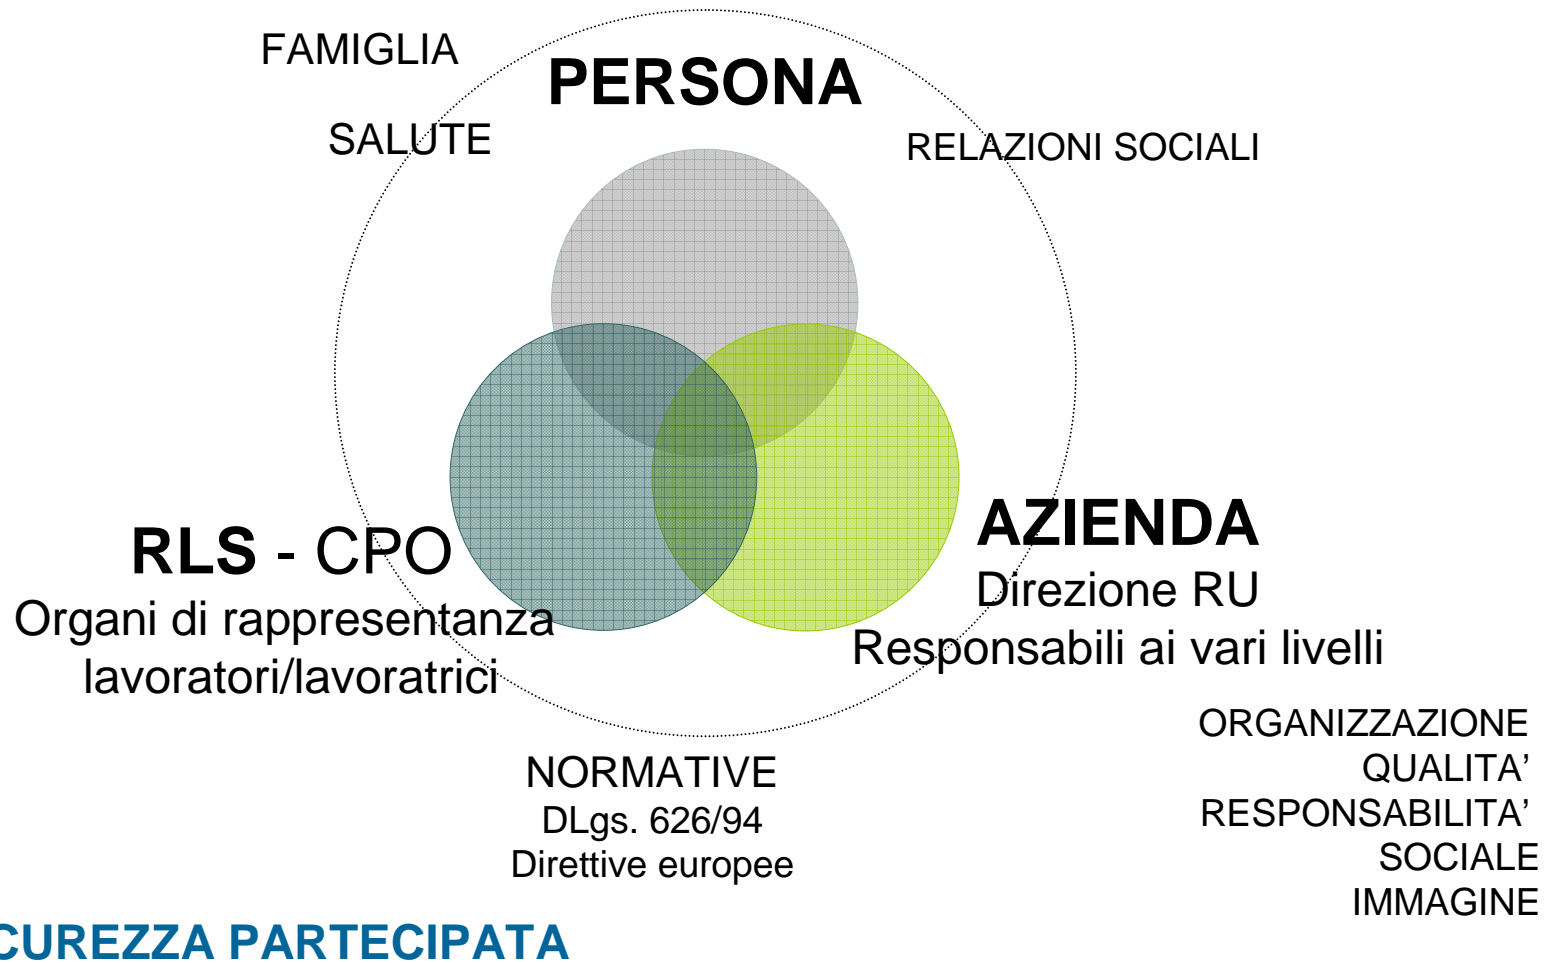 FAMIGLIA
PERSONA
SALUTE
RELAZIONI SOCIALI
RLS - CPO
Organi di rappresentanza
lavoratori/lavoratrici
AZIENDA
Direzione RU
Responsabili ai vari livelli
NORMATIVE
DLgs. 626/94
Direttive europee
ORGANIZZAZIONE
QUALITA’
RESPONSABILITA’
SOCIALE
IMMAGINE
CUREZZA PARTECIPATA